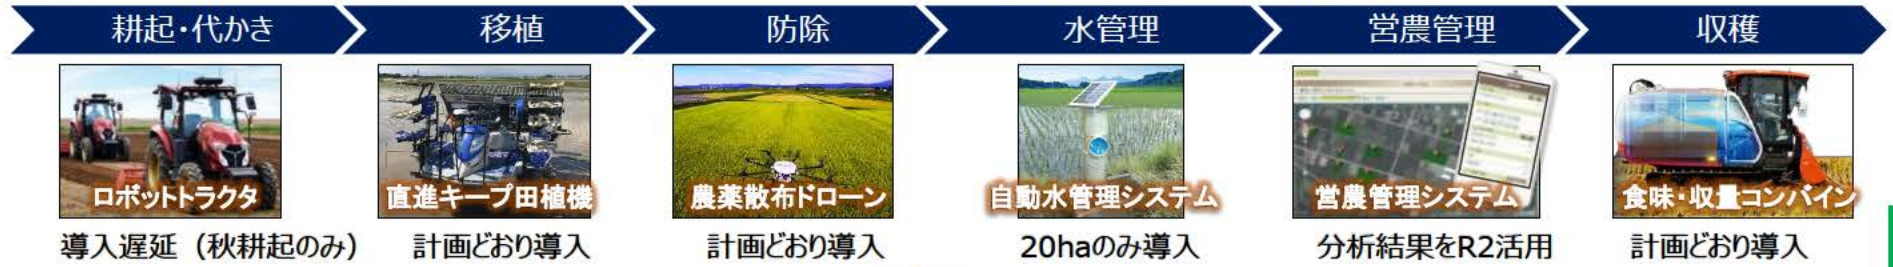 耕起・代かき
移植
防除
水管理
営農管理
収穫
ロボットトラクタ
直進キープ田植機
農薬散布ドローン
自動水管理システム
営農管理システム
食味・収量コンバイン
導入遅延（秋耕起のみ）
計画どおり導入
計画どおり導入
20haのみ導入
分析結果をR2活用
計画どおり導入